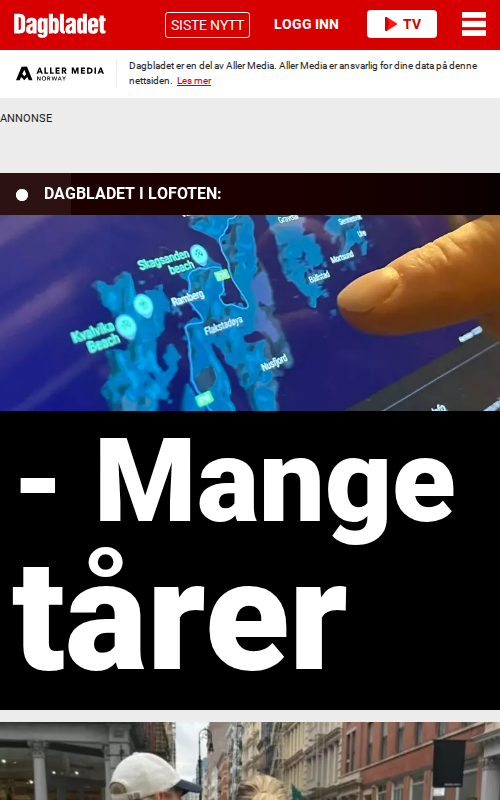 Dagbladet
SISTE NYTT
LOGG INN
TV
ALLER MEDIA
NORWAY
Dagbladet er en del av Aller Media. Aller Media er ansvarlig for dine data på denne
nettsiden. Les mer
ANNONSE
DAGBLADET I LOFOTEN:
Skagsanden
beach
Ramberg
Kvalvika
Beach
Flakstadøya
Nusfjord
Ballstad
Mortsund
- Mange
tårer